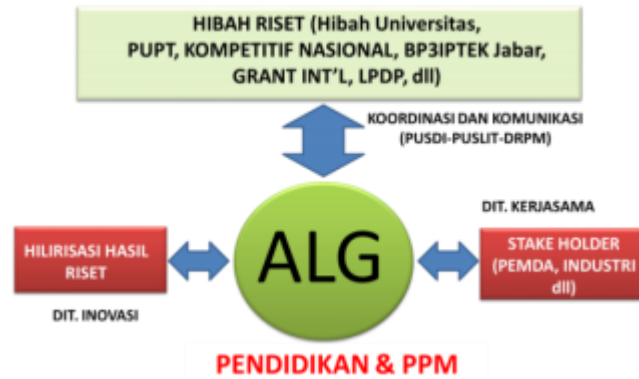 HIBAH RISET (Hibah Universitas,
PUPT, KOMPETITIF NASIONAL, BP3IPTEK Jabar,
GRANT INT'L, LPDP, dll)
KOORDINASI DAN KOMUNIKASI
(PUSDI-PUSLIT-DRPM)
DIT. KERJASAMA
HILIRISASI HASIL
RISET
ALG
STAKE HOLDER
(PEMDA, INDUSTRI
dll)
DIT. INOVASI
PENDIDIKAN & PPM